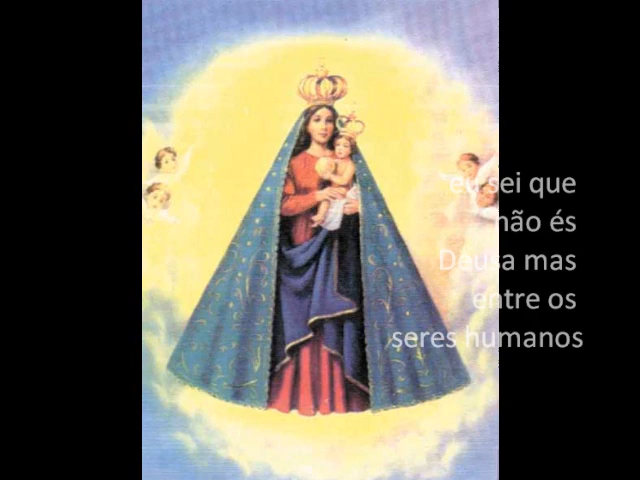 eu sei que
não és
Deusa mas
entre os
seres humanos